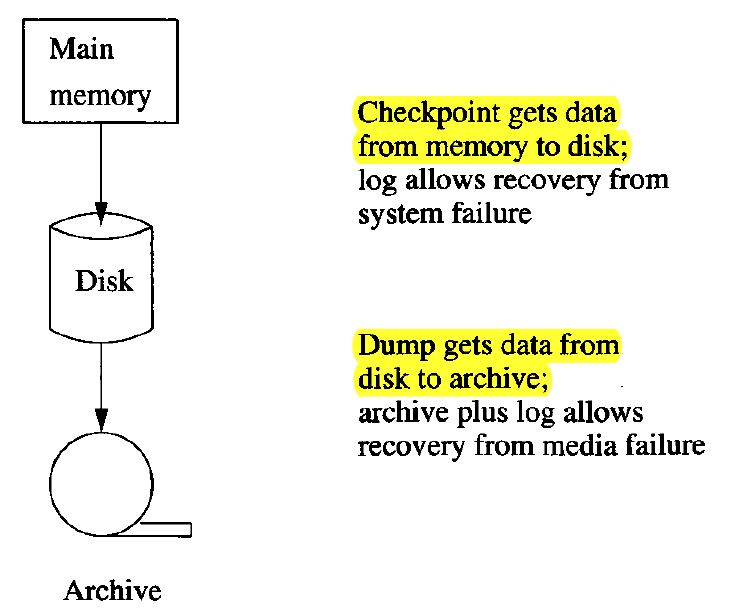 Main
memory
Checkpoint gets data
from memory to disk;
log allows recovery from
system failure
Disk
Dump gets data from
disk to archive;
archive plus log allows
recovery from media failure
Archive